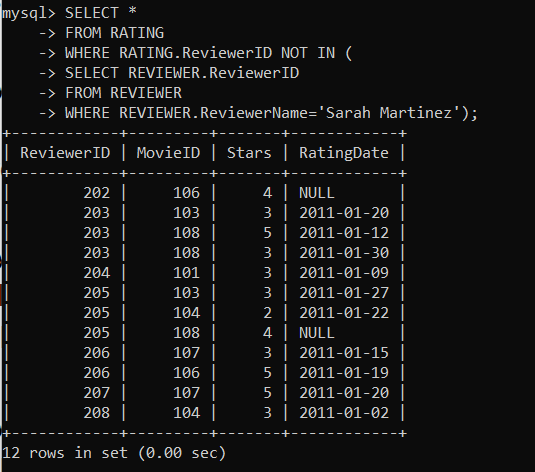 mysql> SELECT *
    -> FROM RATING
    -> WHERE RATING.ReviewerID NOT IN (
    -> SELECT REVIEWER.ReviewerID
    -> FROM REVIEWER
    -> WHERE REVIEWER.ReviewerName='Sarah Martinez');
+------------+---------+-------+------------+
| ReviewerID | MovieID | Stars | RatingDate |
+------------+---------+-------+------------+
|        202 |     106 |     4 | NULL       |
|        203 |     103 |     3 | 2011-01-20 |
|        203 |     108 |     5 | 2011-01-12 |
|        203 |     108 |     3 | 2011-01-30 |
|        204 |     101 |     3 | 2011-01-09 |
|        205 |     103 |     3 | 2011-01-27 |
|        205 |     104 |     2 | 2011-01-22 |
|        205 |     108 |     4 | NULL       |
|        206 |     107 |     3 | 2011-01-15 |
|        206 |     106 |     5 | 2011-01-19 |
|        207 |     107 |     5 | 2011-01-20 |
|        208 |     104 |     3 | 2011-01-02 |
+------------+---------+-------+------------+
12 rows in set (0.00 sec)